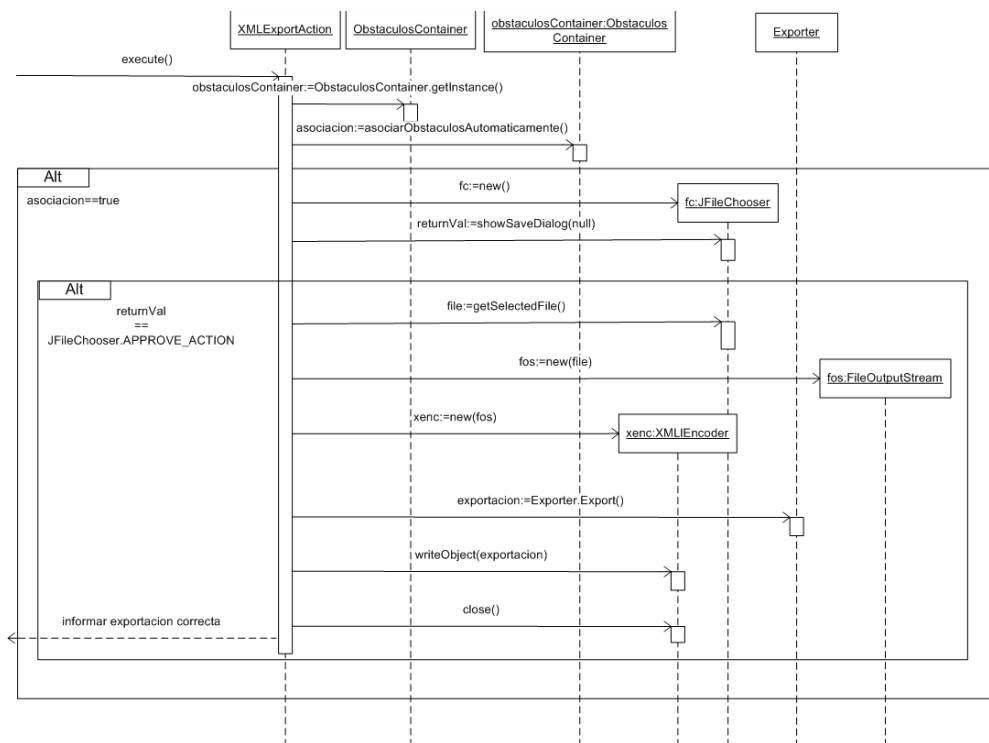 XMLExportAction
ObstaculosContainer
obstaculosContainer:Obstaculos
Container
Exporter
execute()
obstaculosContainer:=ObstaculosContainer.getInstance()
asociacion:=asociarObstaculosAutomaticamente()
Alt
asociacion==true
fc:=new()
fc:JFileChooser
returnVal:=showSaveDialog(null)
Alt
returnVal
==
JFileChooser.APPROVE_ACTION
file:=getSelectedFile()
fos:=new(file)
fos:FileOutputStream
xenc:=new(fos)
xenc:XMLIEncoder
exportacion:=Exporter.Export()
writeObject(exportacion)
close()
informar exportacion correcta